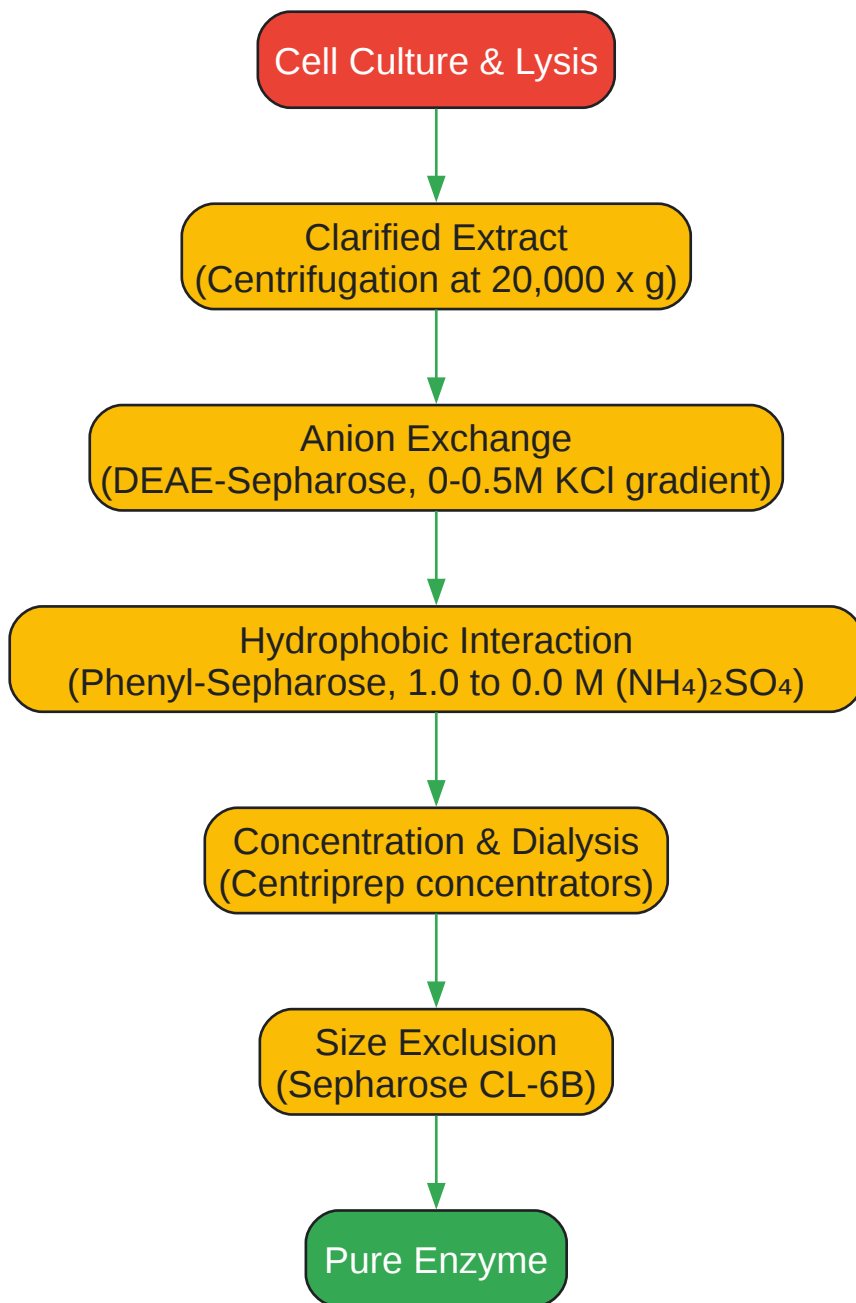 Cell Culture & Lysis
Clarified Extract
(Centrifugation at 20,000 x g)
Anion Exchange
(DEAE-Sepharose, 0-0.5M KCl gradient)
Hydrophobic Interaction
(Phenyl-Sepharose, 1.0 to 0.0 M (NH₄)₂SO₄)
Concentration & Dialysis
(Centriprep concentrators)
Size Exclusion
(Sepharose CL-6B)
Pure Enzyme